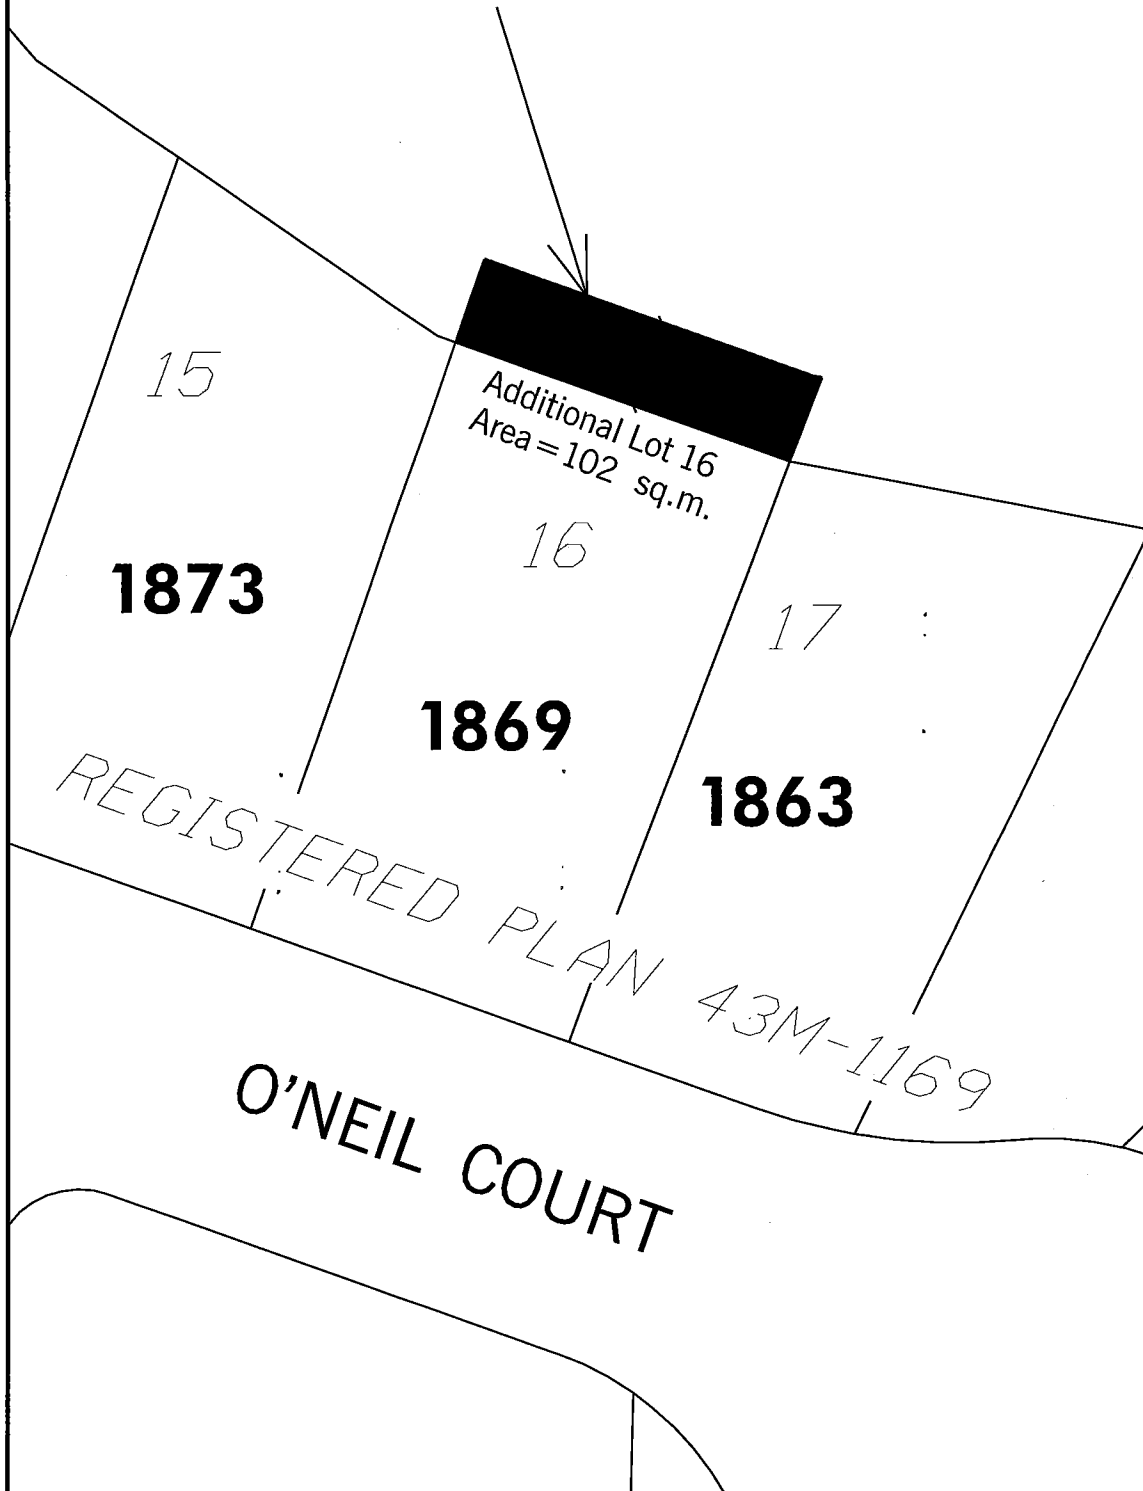 15
Additional Lot 16
Area=102 sq.m.
16
1873
17
1869
1863
REGISTERED PLAN 43M-1169
O'NEIL COURT